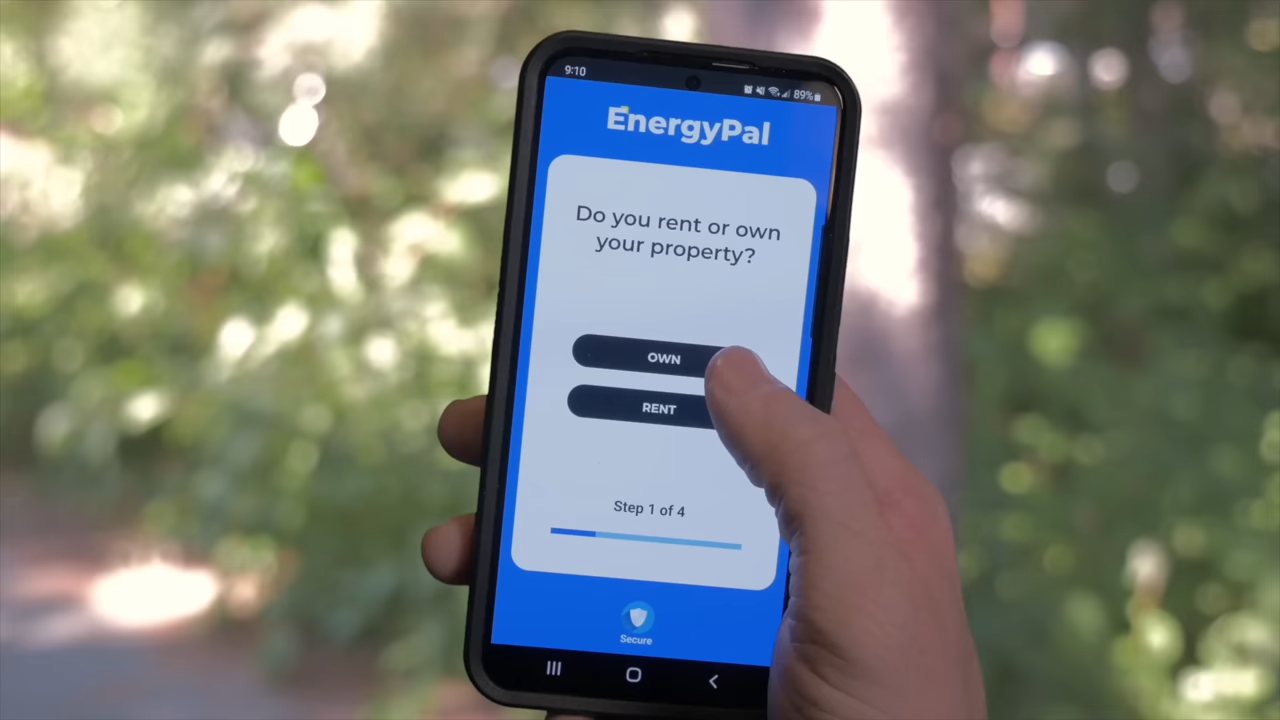 9:10
89%
EnergyPal
Do you rent or own
your property?
OWN
RENT
Step 1 of 4
Secure